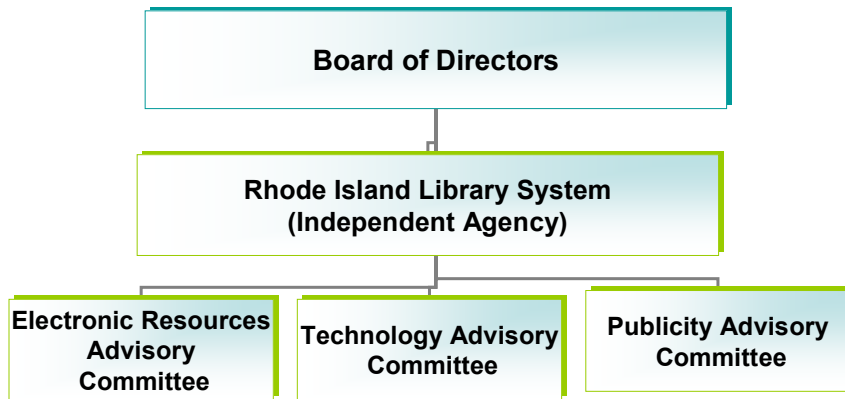 Board of Directors
Rhode Island Library System
(Independent Agency)
Electronic Resources
Advisory
Committee
Technology Advisory
Committee
Publicity Advisory
Committee